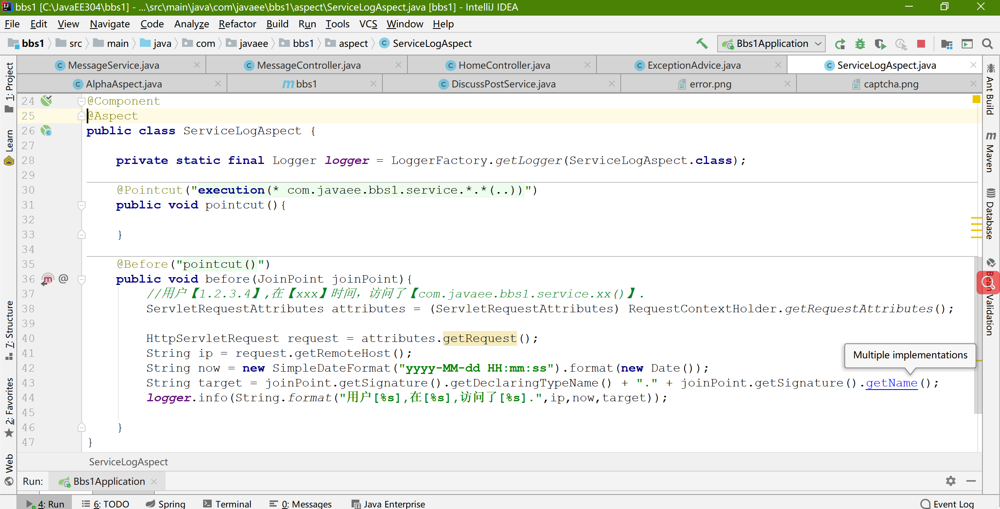 bbs1 [C:\JavaEE304\bbs1] - ...\src\main\java\com\javaee\bbs1\aspect\ServiceLogAspect.java [bbs1] - IntelliJ IDEA
File Edit View Navigate Code Analyze Refactor Build Run Tools VCS Window Help
bbs1 src main java com javaee bbs1 aspect ServiceLogAspect Bbs1Application
MessageService.java MessageController.java HomeController.java ExceptionAdvice.java ServiceLogAspect.java
AlphaAspect.java bbs1 DiscussPostService.java error.png captcha.png
1: Project
Learn
7: Structure
2: Favorites
Web
24 @Component
25 @Aspect
26 public class ServiceLogAspect {
27
28 private static final Logger logger = LoggerFactory.getLogger(ServiceLogAspect.class);
29
30 @Pointcut("execution(* com.javaee.bbs1.service.*.*(..))")
31 public void pointcut(){
32
33 }
34
35 @Before("pointcut()")
36 public void before(JoinPoint joinPoint){
37 //用户【1.2.3.4】,在【xxx】时间，访问了【com.javaee.bbs1.service.xx()】.
38 ServletRequestAttributes attributes = (ServletRequestAttributes) RequestContextHolder.getRequestAttributes();
39
40 HttpServletRequest request = attributes.getRequest();
41 String ip = request.getRemoteHost();
42 String now = new SimpleDateFormat("yyyy-MM-dd HH:mm:ss").format(new Date());
43 String target = joinPoint.getSignature().getDeclaringTypeName() + "." + joinPoint.getSignature().getName();
44 logger.info(String.format("用户[%s],在[%s],访问了[%s].",ip,now,target));
45
46 }
47 }
Multiple implementations
Ant Build
Maven
Database
Bean Validation
ServiceLogAspect
Run: Bbs1Application
4: Run 6: TODO Spring Terminal 0: Messages Java Enterprise Event Log